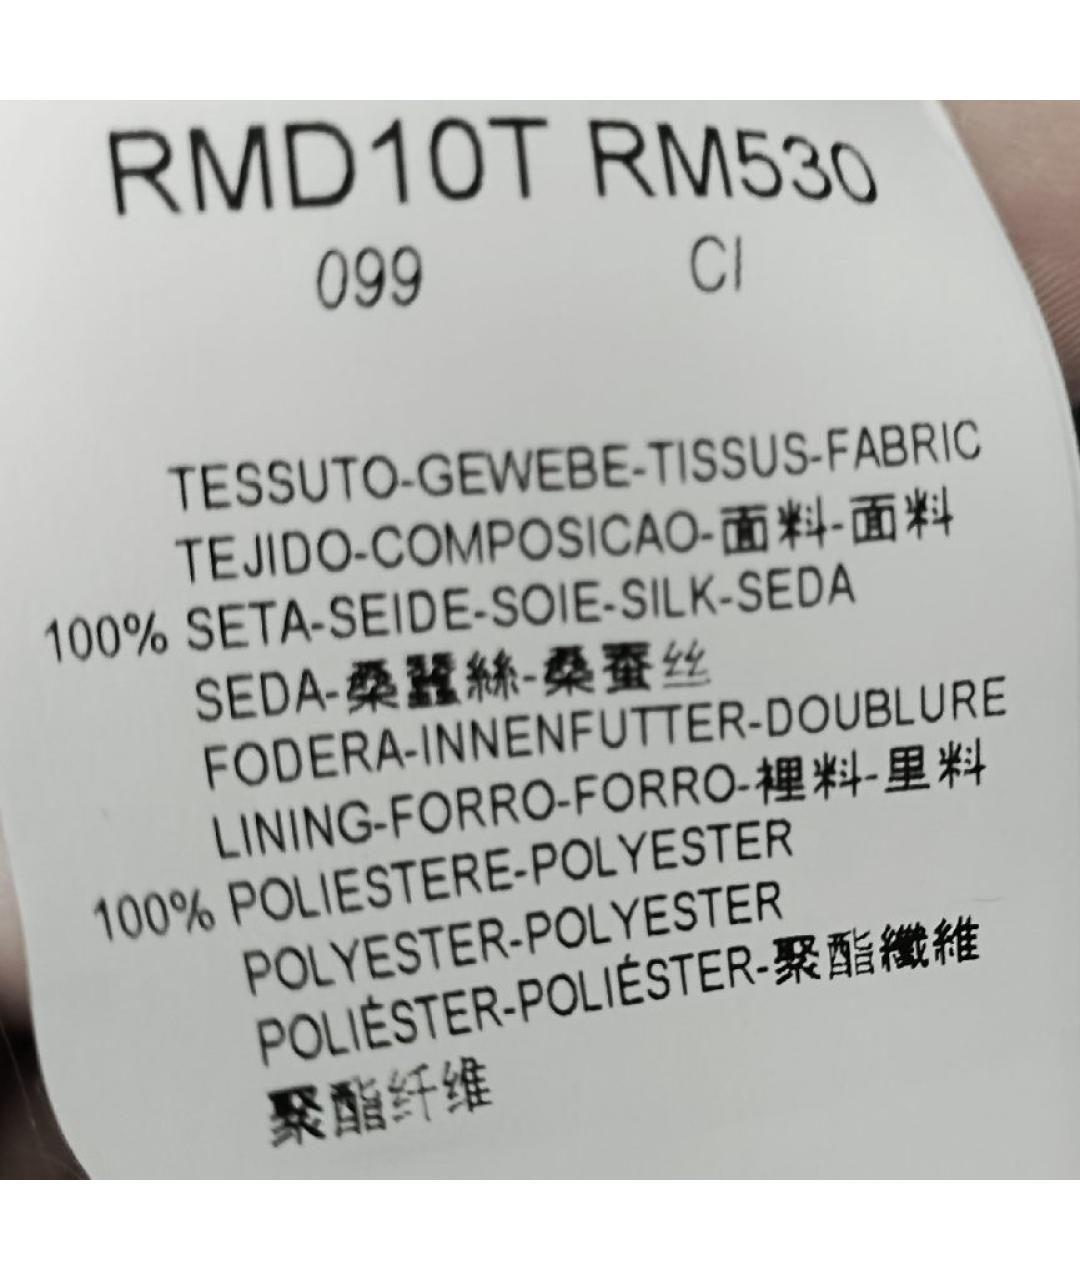 RMD10T RM530
099 CI
TESSUTO-GEWEBE-TISSUS-FABRIC
TEJIDO-COMPOSICAO-面料-面料
100% SETA-SEIDE-SOIE-SILK-SEDA
SEDA-桑蠶絲-桑蚕丝
FODERA-INNENFUTTER-DOUBLURE
LINING-FORRO-FORRO-裡料-里料
100% POLIESTERE-POLYESTER
POLYESTER-POLYESTER
POLIÉSTER-POLIÉSTER-聚酯纖維
聚酯纤维